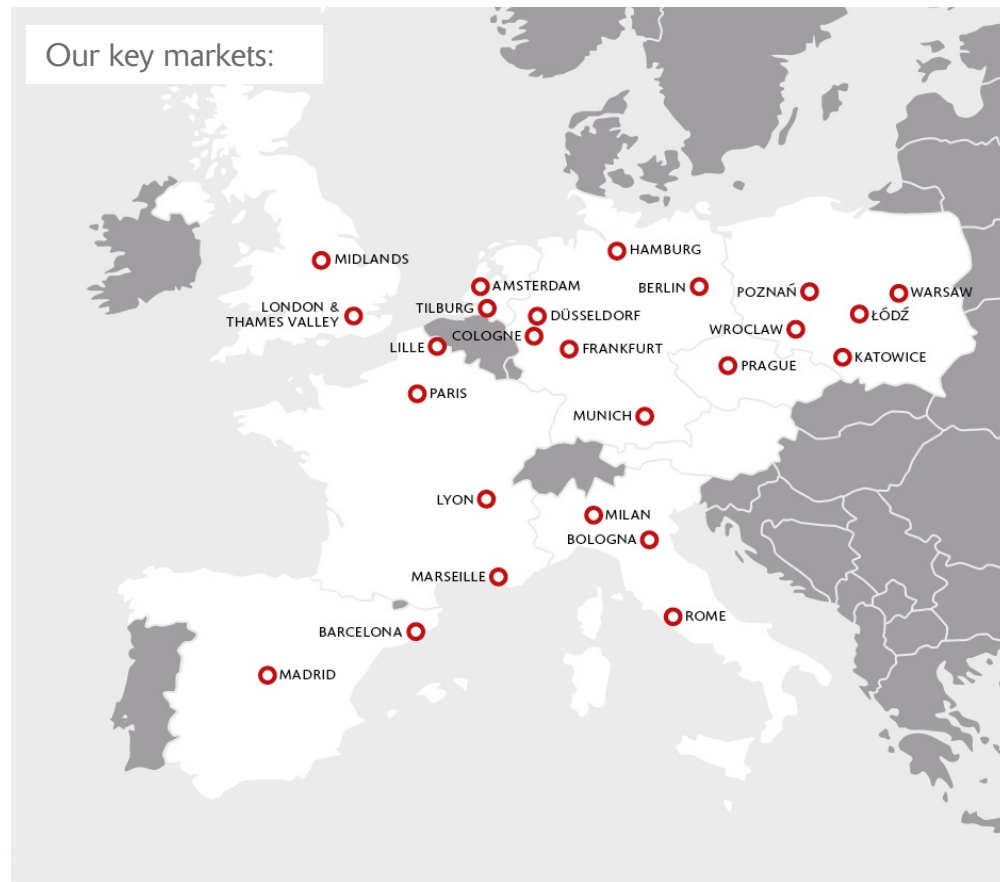 Our key markets:
HAMBURG
MIDLANDS
AMSTERDAM
BERLIN
POZNAŃ
WARSAW
LONDON &
THAMES VALLEY
TILBURG
DÜSSELDORF
ŁÓDŹ
COLOGNE
WROCLAW
LILLE
FRANKFURT
KATOWICE
PRAGUE
PARIS
MUNICH
LYON
MILAN
BOLOGNA
MARSEILLE
ROME
BARCELONA
MADRID